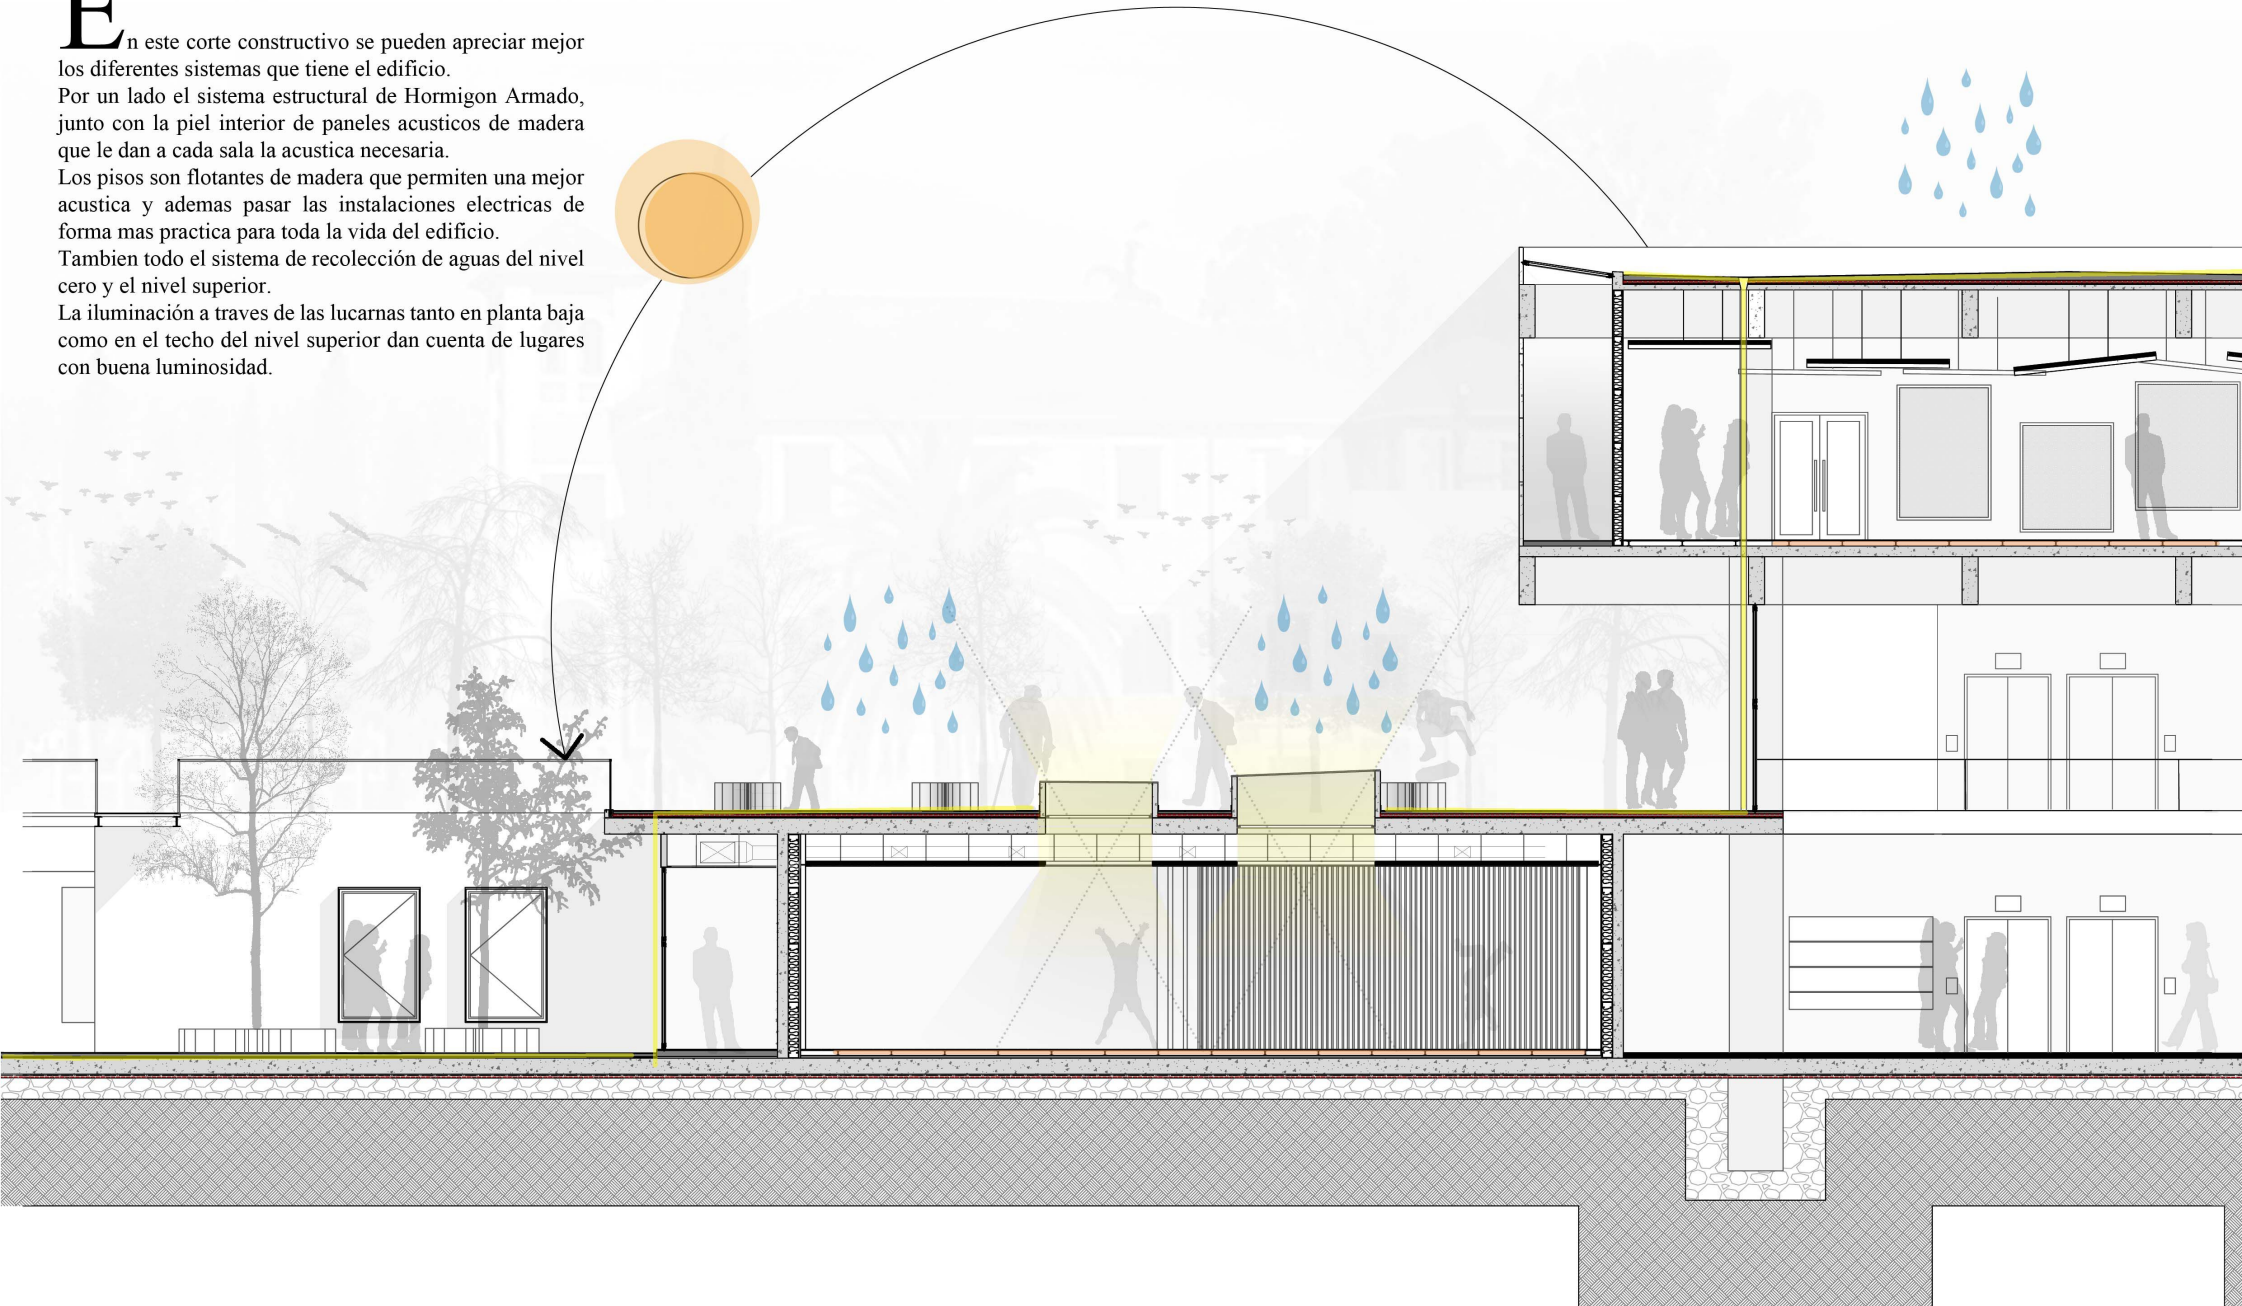 En este corte constructivo se pueden apreciar mejor
los diferentes sistemas que tiene el edificio.
Por un lado el sistema estructural de Hormigon Armado,
junto con la piel interior de paneles acusticos de madera
que le dan a cada sala la acustica necesaria.
Los pisos son flotantes de madera que permiten una mejor
acustica y ademas pasar las instalaciones electricas de
forma mas practica para toda la vida del edificio.
Tambien todo el sistema de recolección de aguas del nivel
cero y el nivel superior.
La iluminación a traves de las lucarnas tanto en planta baja
como en el techo del nivel superior dan cuenta de lugares
con buena luminosidad.